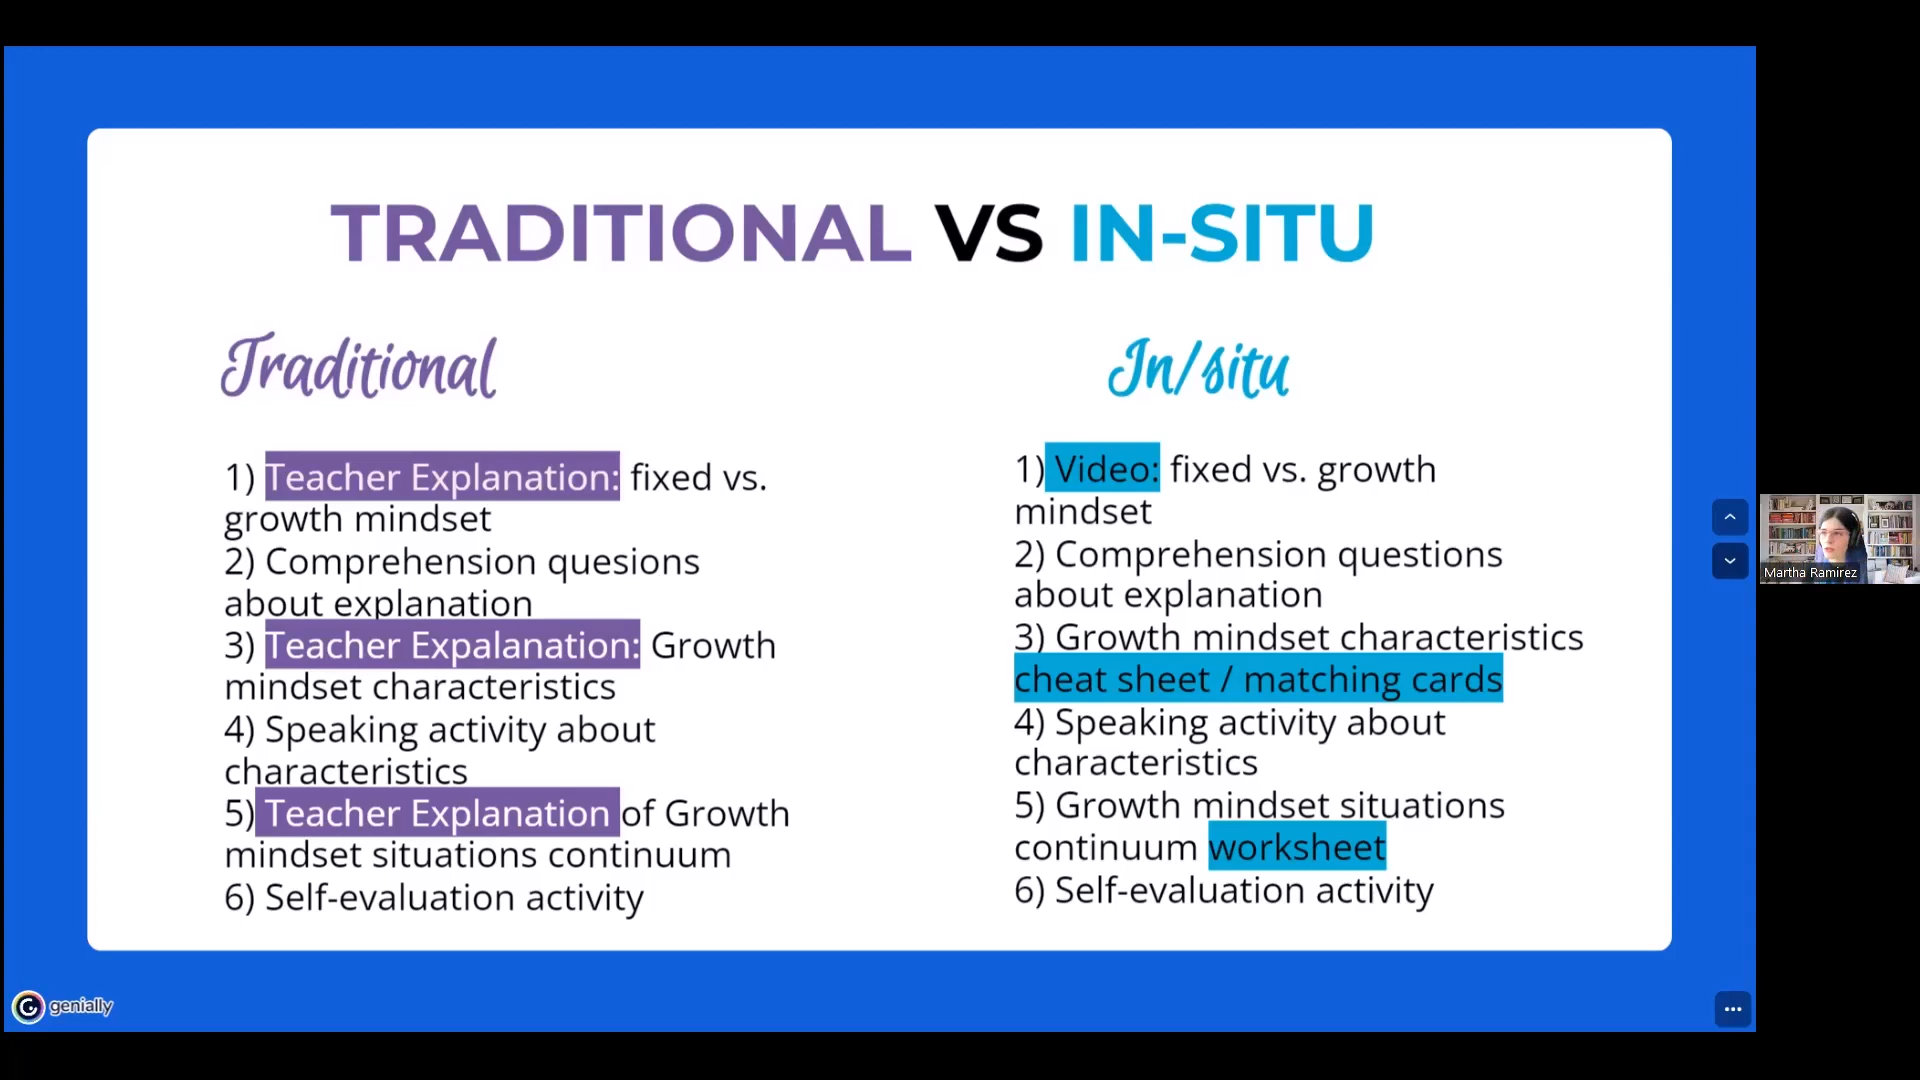 TRADITIONAL VS IN-SITU
Traditional
1) Teacher Explanation: fixed vs.
growth mindset
2) Comprehension quesions
about explanation
3) Teacher Expalanation: Growth
mindset characteristics
4) Speaking activity about
characteristics
5) Teacher Explanation of Growth
mindset situations continuum
6) Self-evaluation activity
In/situ
1) Video: fixed vs. growth
mindset
2) Comprehension questions
about explanation
3) Growth mindset characteristics
cheat sheet / matching cards
4) Speaking activity about
characteristics
5) Growth mindset situations
continuum worksheet
6) Self-evaluation activity
Martha Ramirez
genially